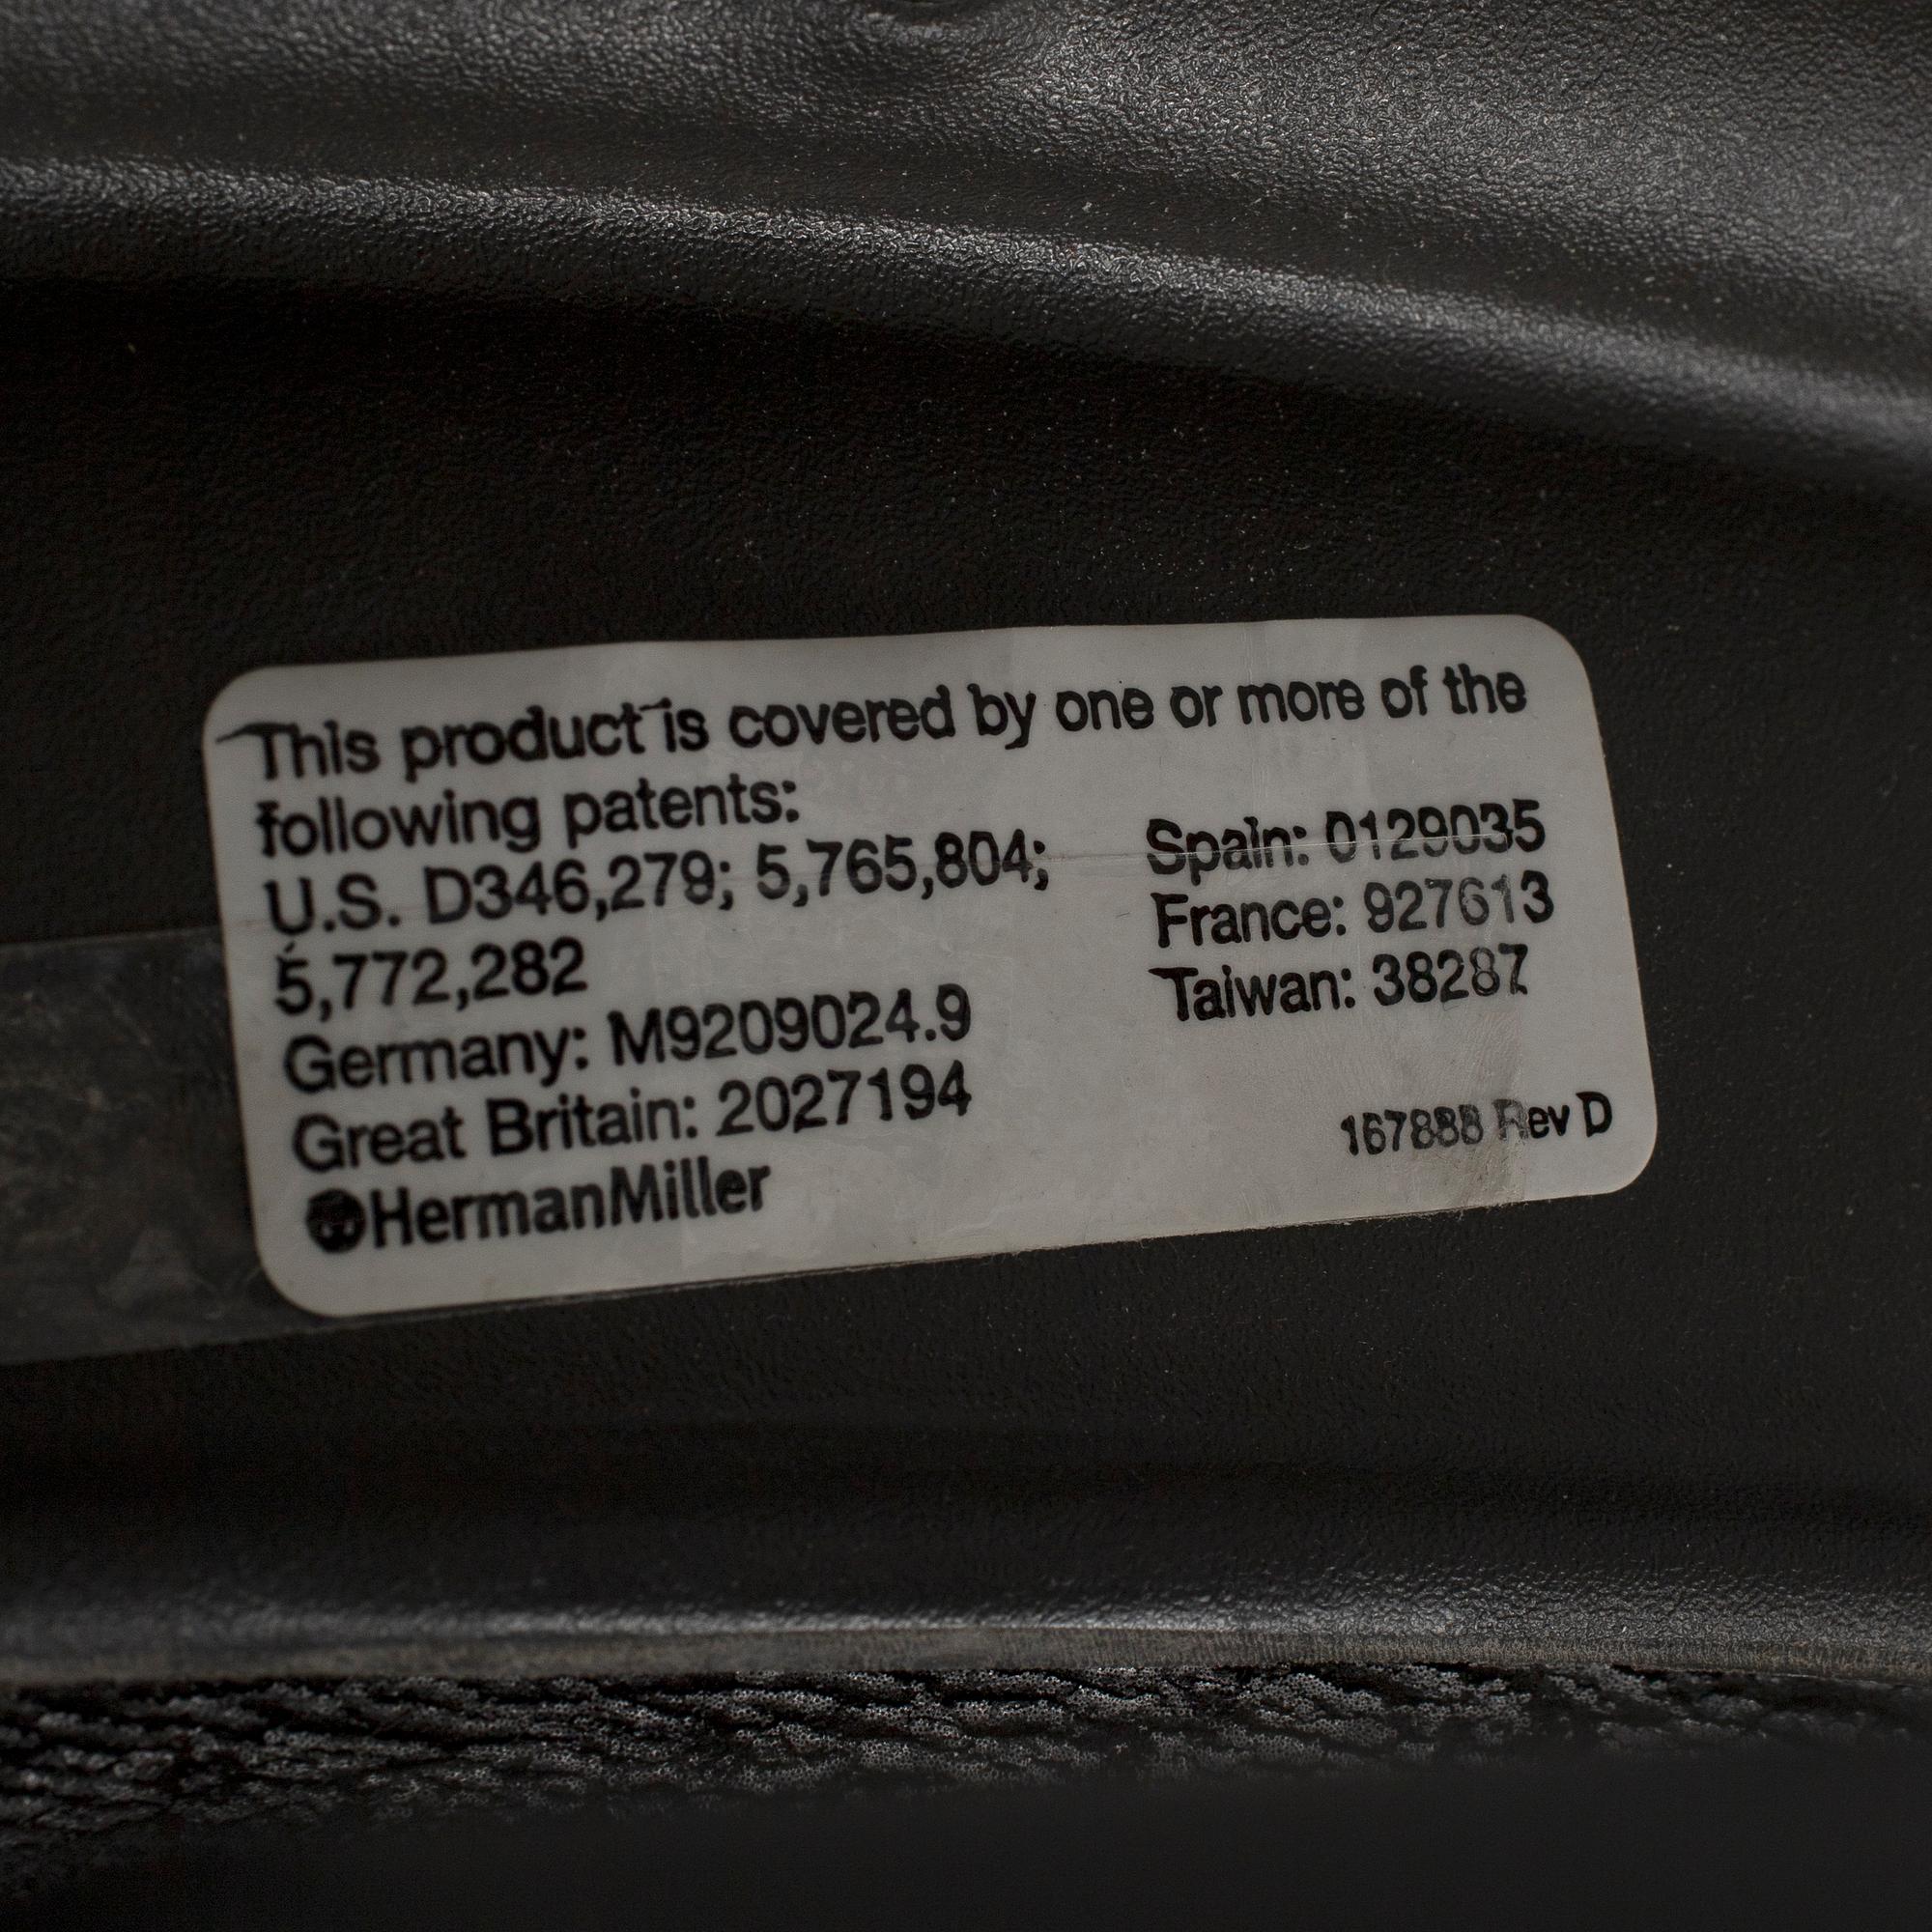 This product is covered by one or more of the
following patents:
U.S. D346,279; 5,765,804;
5,772,282
Germany: M9209024.9
Great Britain: 2027194
HermanMiller
Spain: 0129035
France: 927613
Taiwan: 38287
167888 Rev D